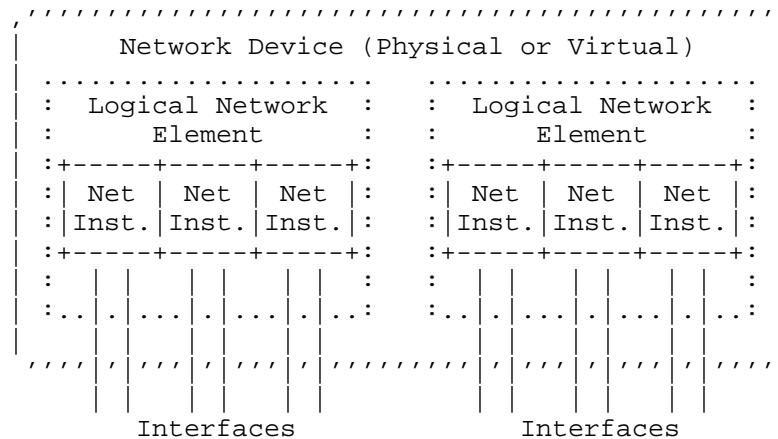 Network Device (Physical or Virtual)
Logical Network Logical Network
Element Element
Net Net Net Net Net Net
Inst. Inst. Inst. Inst. Inst. Inst.
Interfaces Interfaces